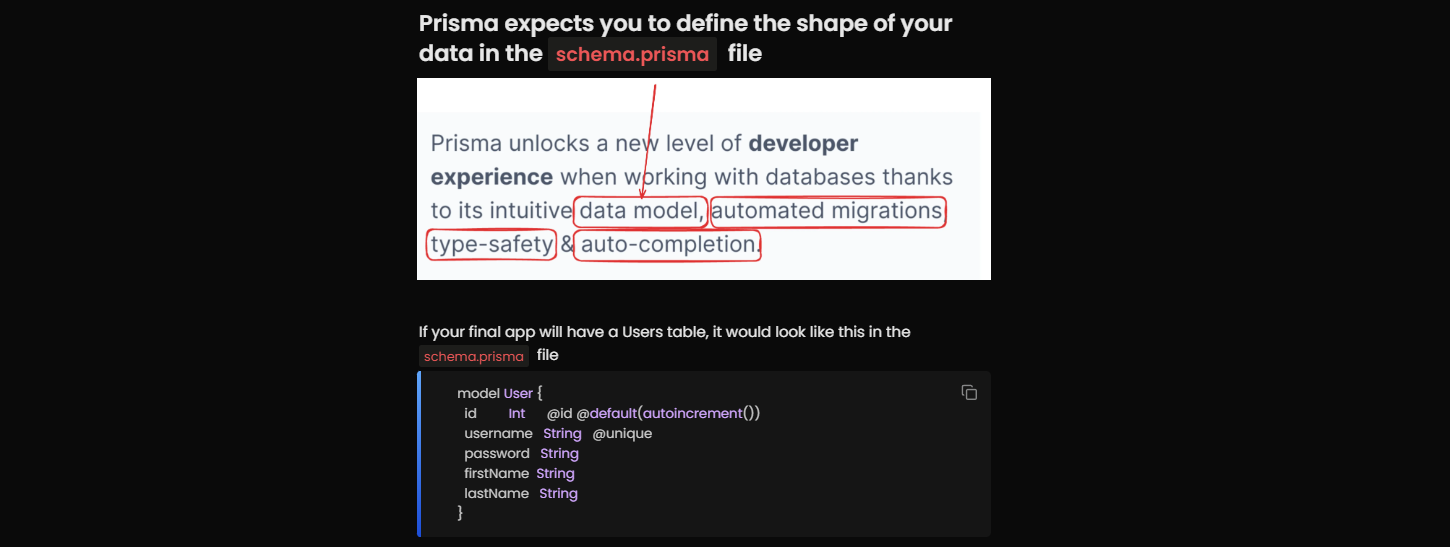 Prisma expects you to define the shape of your
data in the schema.prisma file
Prisma unlocks a new level of developer
experience when working with databases thanks
to its intuitive data model, automated migrations,
type-safety & auto-completion.
If your final app will have a Users table, it would look like this in the
schema.prisma file
model User {
id Int @id @default(autoincrement())
username String @unique
password String
firstName String
lastName String
}